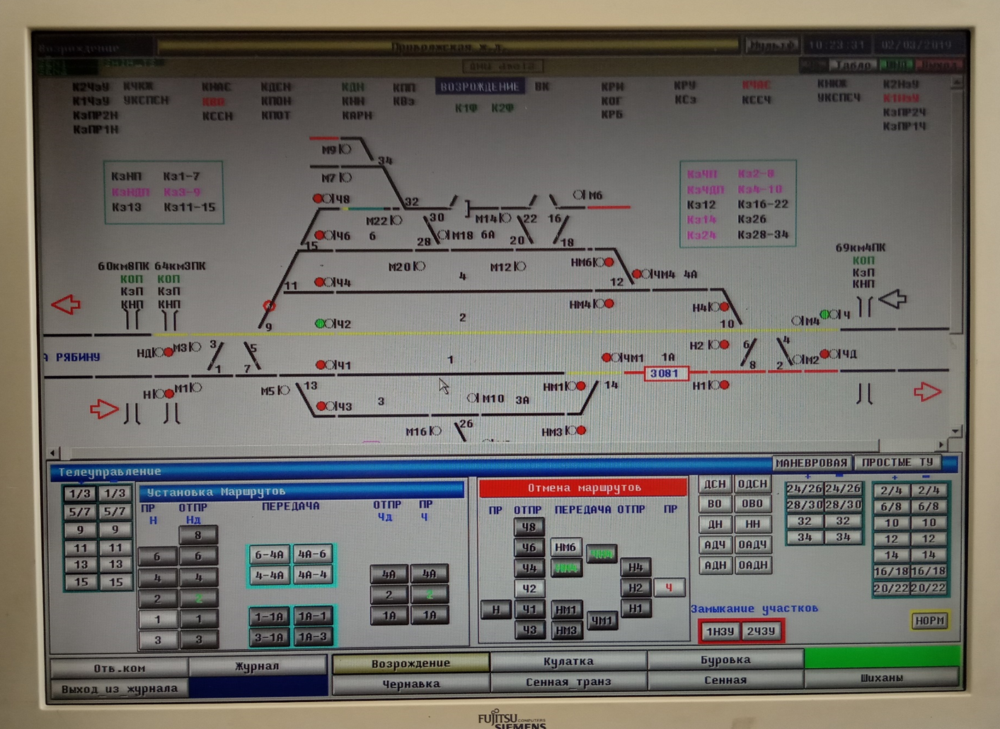 Возрождение Приволжская ж.д. Мульт 10:23:31 02/03/2019
Табло Выход
К2ЧэУ КЧКЖ КНАС КДСН КДН КПП ВОЗРОЖДЕНИЕ ВК КРМ КРУ КЧАС КНКЖ К2НэУ
К1ЧэУ УКСПСН КВП КПОН КНН КВэ К1Ф К2Ф КОГ КСэ КССЧ УКСПСЧ К1НэУ
КэПР2Н КССН КПОТ КАРН КРБ КэПР2Ч
КэПР1Н КэПР1Ч
М9 34
М7
КэНП Кэ1-7
КэНДП Кэ3-9
Кэ13 Кэ11-15
КэЧП Кэ2-8
КэЧДП Кэ4-10
Кэ12 Кэ16-22
Кэ14 Кэ26
Кэ24 Кэ28-34
Ч8 32 М6
М22 30 М14 22 16
Ч6 6 28 М18 6А 20 18
15
60км8ПК 64км3ПК М20 М12 НМ6 69км4ПК
КОП КОП 4 ЧМ4 4А КОП
КэП КэП 11 Ч4 12 КэП
КНП КНП НМ4 Н4 КНП
9 Ч2 2 10 М4 Ч
А РЯБИНУ НД М3 3 5 Н2 6 4 ЧД
1 7 Ч1 1 ЧМ1 1А 3081 8 2 М2
Н М1 М5 13 НМ1 14 Н1
Ч3 3 М10 3А
М16 26 НМ3
Телеуправление МАНЕВРОВАЯ ПРОСТЫЕ ТУ
Установка Маршрутов
ПР ОТПР ПЕРЕДАЧА ОТПР ПР
Н НД ЧД Ч
1/3 1/3
5/7 5/7
9 9
11 11
13 13
15 15
8
6 6
4 4
2 2
1 1
3 3
6-4А 4А-6
4-4А 4А-4
1-1А 1А-1
3-1А 1А-3
4А 4А
2 2
1А 1А
Отмена маршрутов
ПР ОТПР ПЕРЕДАЧА ОТПР ПР
Ч8
Ч6 НМ6
Ч4 Н4
Ч2 Н2 Ч
Н Ч1 НМ1 ЧМ1 Н1
Ч3 НМ3
ДСН ОДСН
ВО ОВО
ДН НН
АДЧ ОАДЧ
АДН ОАДН
Замыкание участков
1НЗУ 2ЧЗУ
+ -
24/26 24/26
28/30 28/30
32 32
34 34
+ -
2/4 2/4
6/8 6/8
10 10
12 12
14 14
16/18 16/18
20/22 20/22
НОРМ
Отв.ком Журнал Возрождение Кулатка Буровка
Выход_из_журнала Чернавка Сенная_транз Сенная Шиханы
FUJITSU COMPUTERS
SIEMENS